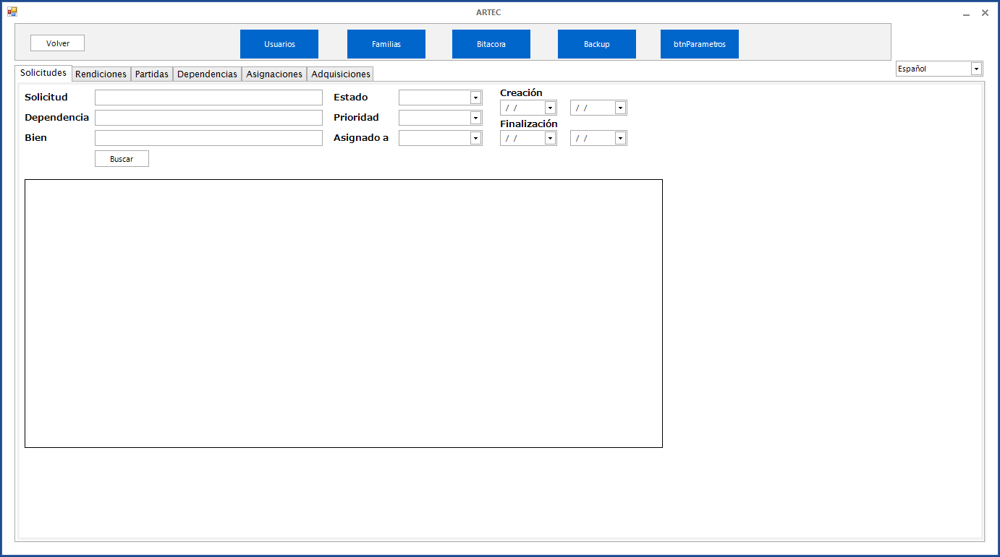 ARTEC
Volver Usuarios Familias Bitacora Backup btnParametros
Español
Solicitudes Rendiciones Partidas Dependencias Asignaciones Adquisiciones
Solicitud Estado Creación
/ / / /
Dependencia Prioridad Finalización
Bien Asignado a / / / /
Buscar